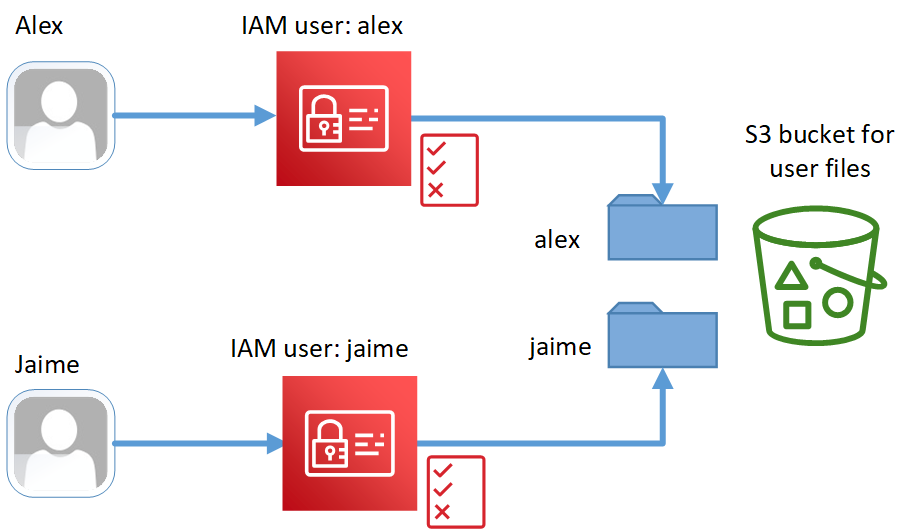 Alex
IAM user: alex
S3 bucket for
user files
alex
jaime
IAM user: jaime
Jaime